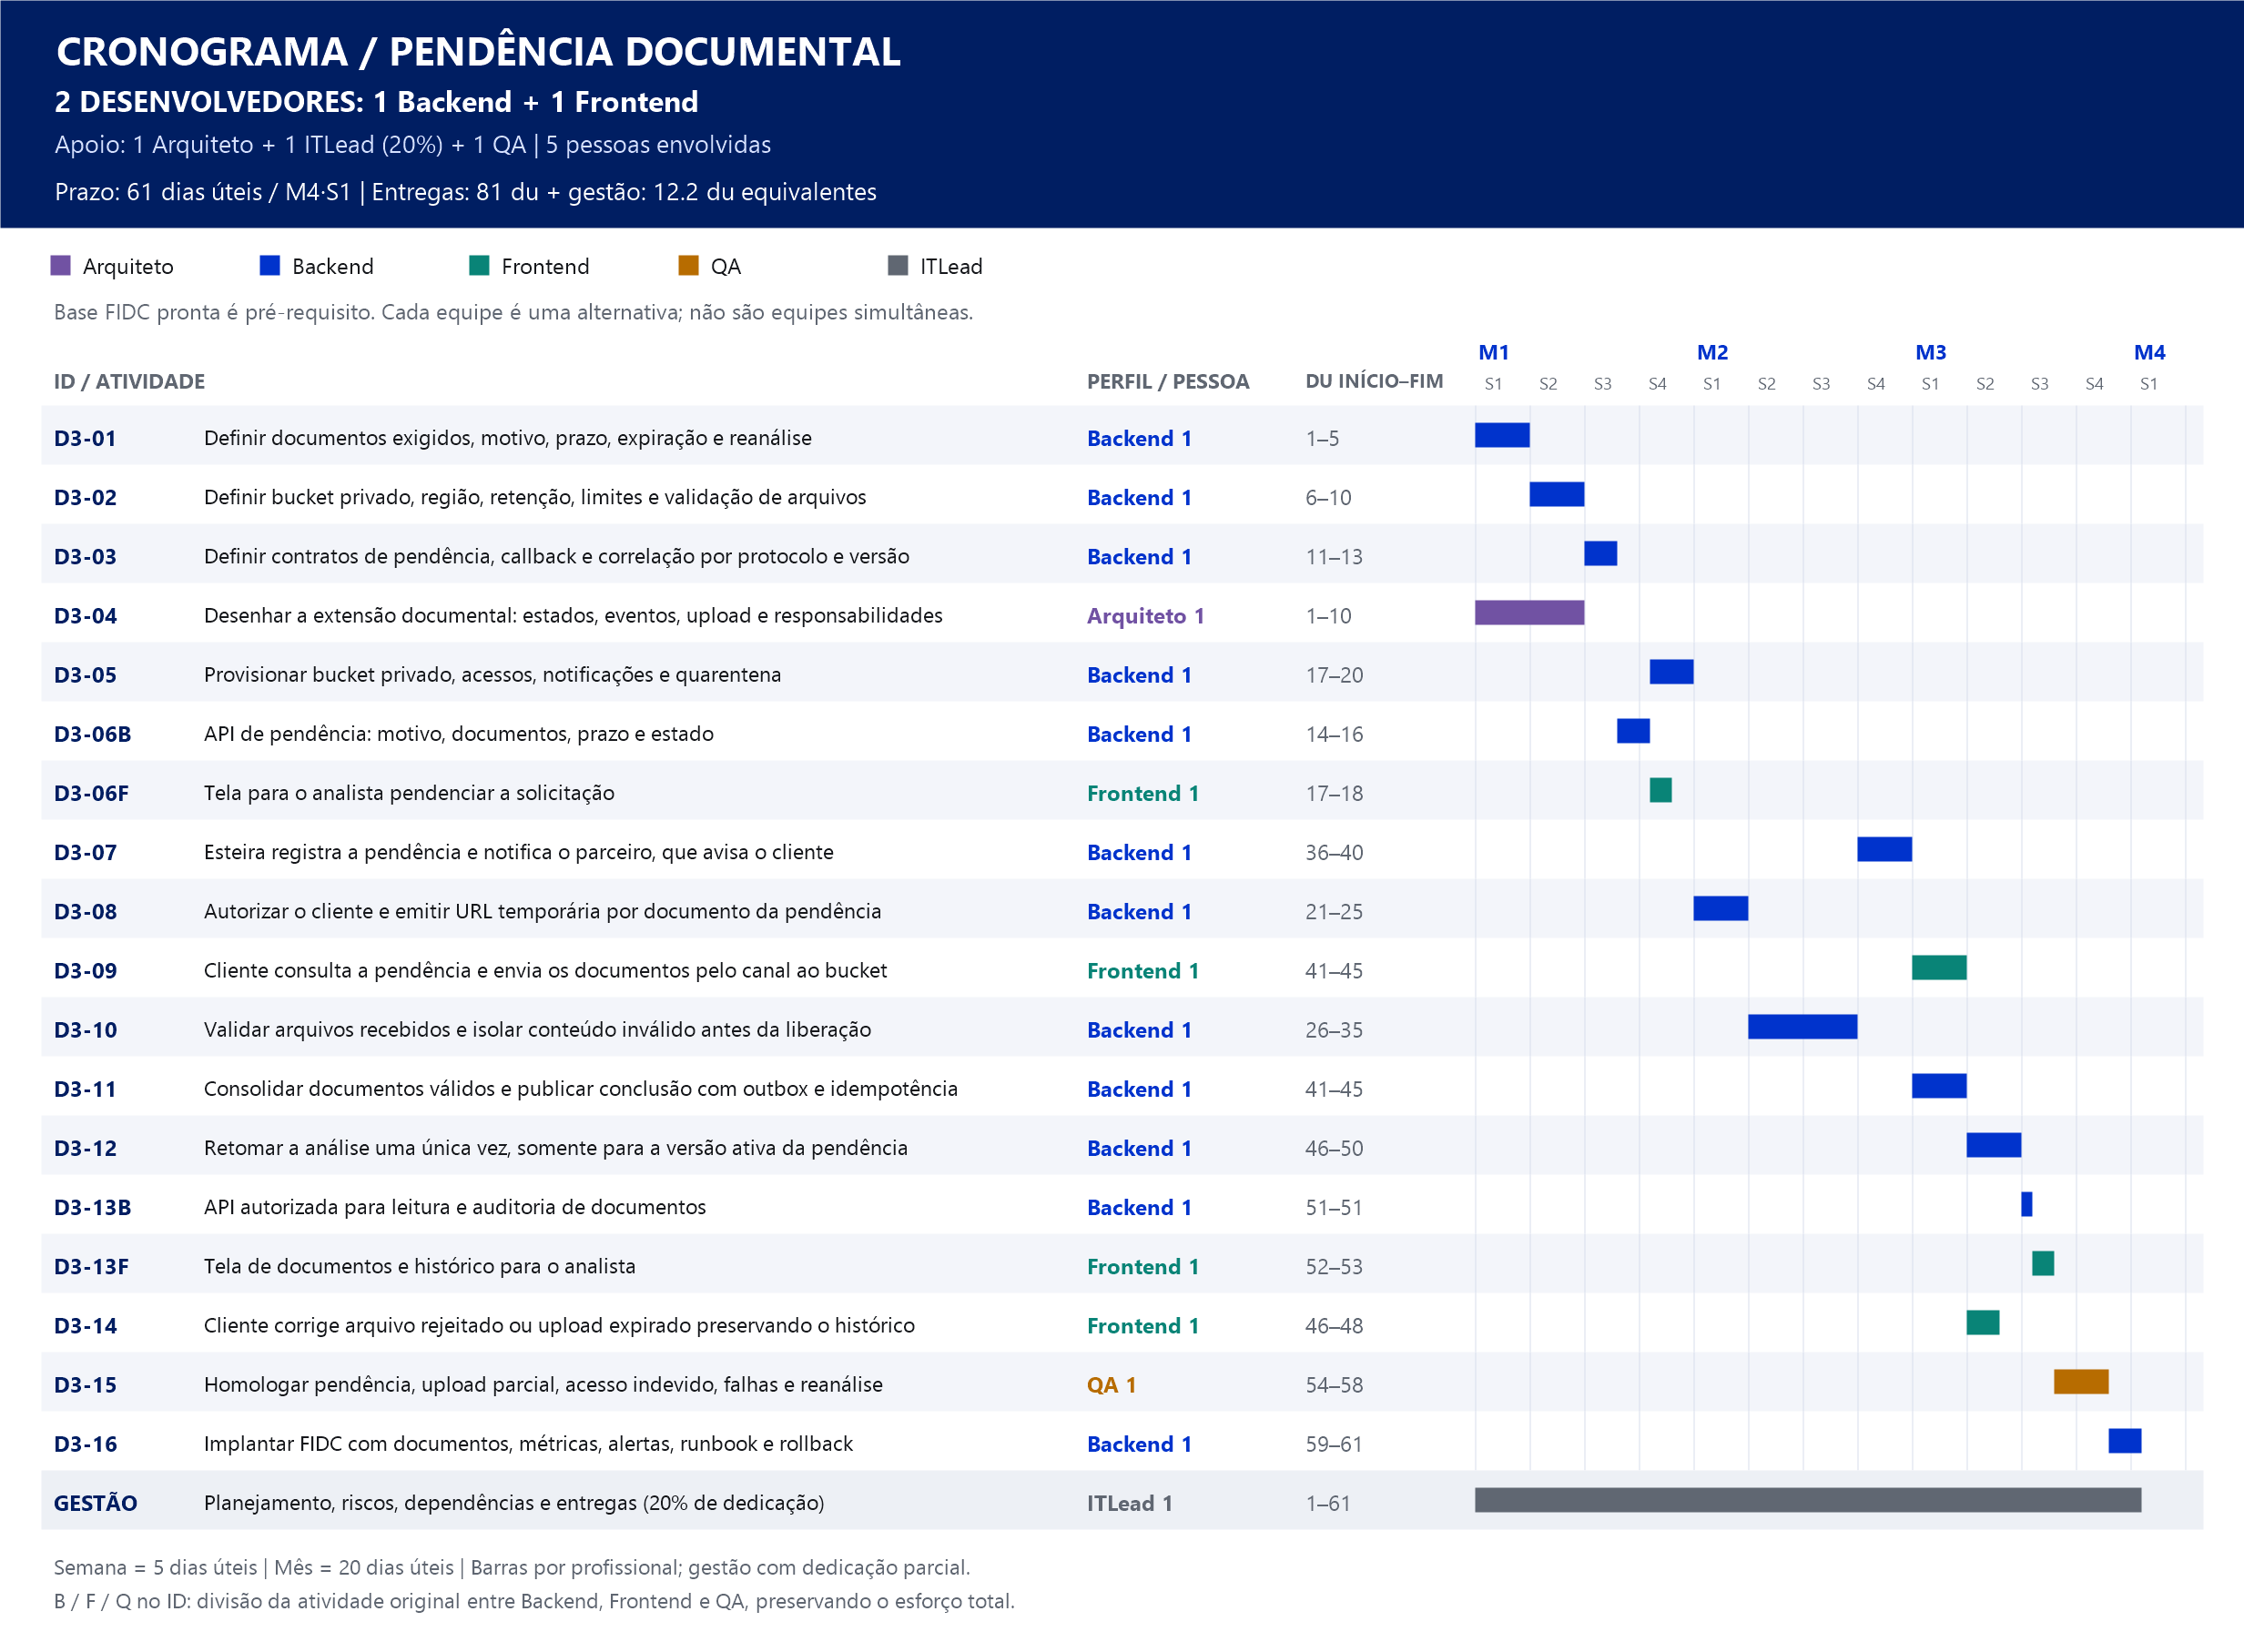 CRONOGRAMA / PENDÊNCIA DOCUMENTAL
2 DESENVOLVEDORES: 1 Backend + 1 Frontend
Apoio: 1 Arquiteto + 1 ITLead (20%) + 1 QA | 5 pessoas envolvidas
Prazo: 61 dias úteis / M4·S1 | Entregas: 81 du + gestão: 12.2 du equivalentes
Arquiteto Backend Frontend QA ITLead
Base FIDC pronta é pré-requisito. Cada equipe é uma alternativa; não são equipes simultâneas.
M1 M2 M3 M4
ID / ATIVIDADE PERFIL / PESSOA DU INÍCIO–FIM S1 S2 S3 S4 S1 S2 S3 S4 S1 S2 S3 S4 S1
D3-01 Definir documentos exigidos, motivo, prazo, expiração e reanálise Backend 1 1–5
D3-02 Definir bucket privado, região, retenção, limites e validação de arquivos Backend 1 6–10
D3-03 Definir contratos de pendência, callback e correlação por protocolo e versão Backend 1 11–13
D3-04 Desenhar a extensão documental: estados, eventos, upload e responsabilidades Arquiteto 1 1–10
D3-05 Provisionar bucket privado, acessos, notificações e quarentena Backend 1 17–20
D3-06B API de pendência: motivo, documentos, prazo e estado Backend 1 14–16
D3-06F Tela para o analista pendenciar a solicitação Frontend 1 17–18
D3-07 Esteira registra a pendência e notifica o parceiro, que avisa o cliente Backend 1 36–40
D3-08 Autorizar o cliente e emitir URL temporária por documento da pendência Backend 1 21–25
D3-09 Cliente consulta a pendência e envia os documentos pelo canal ao bucket Frontend 1 41–45
D3-10 Validar arquivos recebidos e isolar conteúdo inválido antes da liberação Backend 1 26–35
D3-11 Consolidar documentos válidos e publicar conclusão com outbox e idempotência Backend 1 41–45
D3-12 Retomar a análise uma única vez, somente para a versão ativa da pendência Backend 1 46–50
D3-13B API autorizada para leitura e auditoria de documentos Backend 1 51–51
D3-13F Tela de documentos e histórico para o analista Frontend 1 52–53
D3-14 Cliente corrige arquivo rejeitado ou upload expirado preservando o histórico Frontend 1 46–48
D3-15 Homologar pendência, upload parcial, acesso indevido, falhas e reanálise QA 1 54–58
D3-16 Implantar FIDC com documentos, métricas, alertas, runbook e rollback Backend 1 59–61
GESTÃO Planejamento, riscos, dependências e entregas (20% de dedicação) ITLead 1 1–61
Semana = 5 dias úteis | Mês = 20 dias úteis | Barras por profissional; gestão com dedicação parcial.
B / F / Q no ID: divisão da atividade original entre Backend, Frontend e QA, preservando o esforço total.